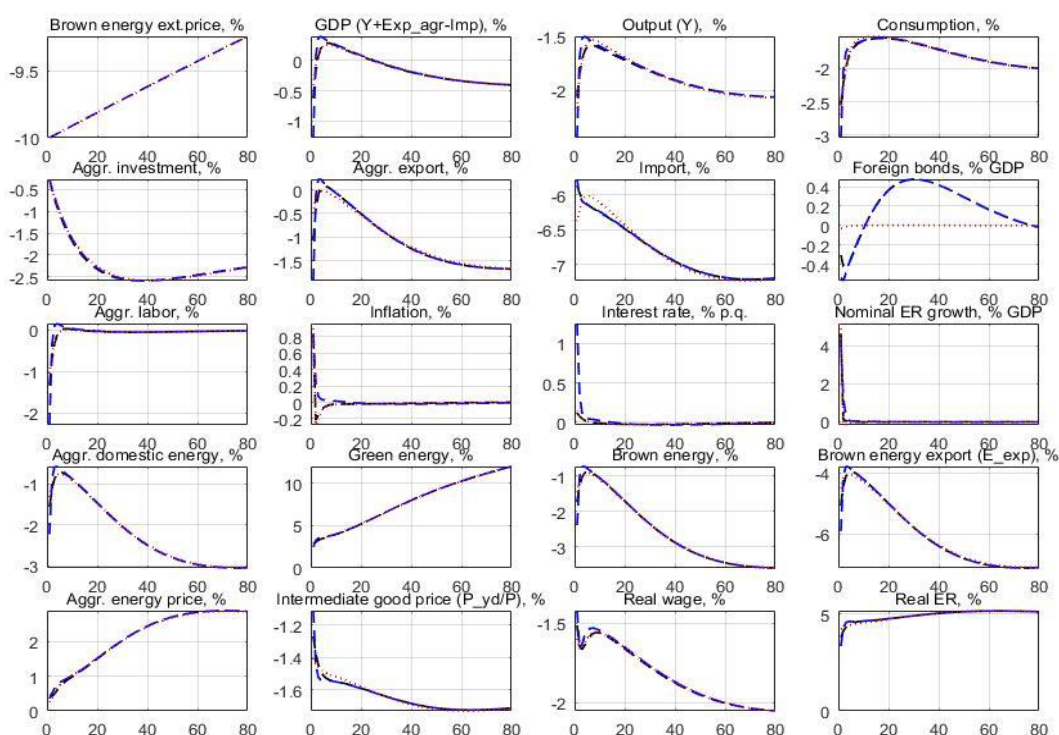 Brown energy ext.price, %
GDP (Y+Exp_agr-Imp), %
Output (Y), %
Consumption, %
-9.5
-10
0 20 40 60 80
0
-0.5
-1
0 20 40 60 80
-1.5
-2
0 20 40 60 80
-2
-2.5
-3
0 20 40 60 80
Aggr. investment, %
Aggr. export, %
Import, %
Foreign bonds, % GDP
-0.5
-1
-1.5
-2
-2.5
0 20 40 60 80
0
-0.5
-1
-1.5
0 20 40 60 80
-6
-6.5
-7
0 20 40 60 80
0.4
0.2
0
-0.2
-0.4
0 20 40 60 80
Aggr. labor, %
Inflation, %
Interest rate, % p.q.
Nominal ER growth, % GDP
0
-1
-2
0 20 40 60 80
0.8
0.6
0.4
0.2
0
-0.2
0 20 40 60 80
1
0.5
0
0 20 40 60 80
4
2
0
0 20 40 60 80
Aggr. domestic energy, %
Green energy, %
Brown energy, %
Brown energy export (E_exp), %
-1
-2
-3
0 20 40 60 80
10
5
0
0 20 40 60 80
-1
-2
-3
0 20 40 60 80
-4
-6
0 20 40 60 80
Aggr. energy price, %
Intermediate good price (P_yd/P), %
Real wage, %
Real ER, %
2
1
0
0 20 40 60 80
-1.2
-1.4
-1.6
0 20 40 60 80
-1.5
-2
0 20 40 60 80
5
0
0 20 40 60 80